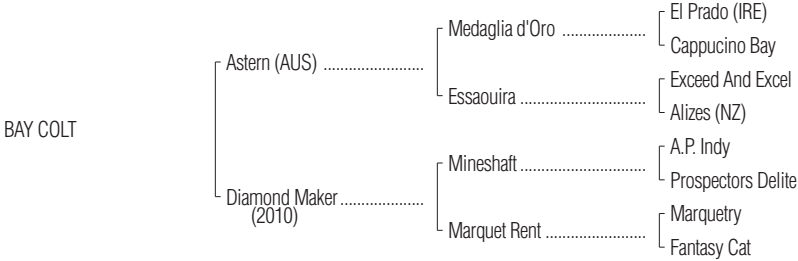 El Prado (IRE)
Medaglia d'Oro ....................
Cappucino Bay
Astern (AUS) ........................
Exceed And Excel
Essaouira ..............................
Alizes (NZ)
BAY COLT
A.P. Indy
Mineshaft ..............................
Prospectors Delite
Diamond Maker ....................
(2010)
Marquetry
Marquet Rent ........................
Fantasy Cat